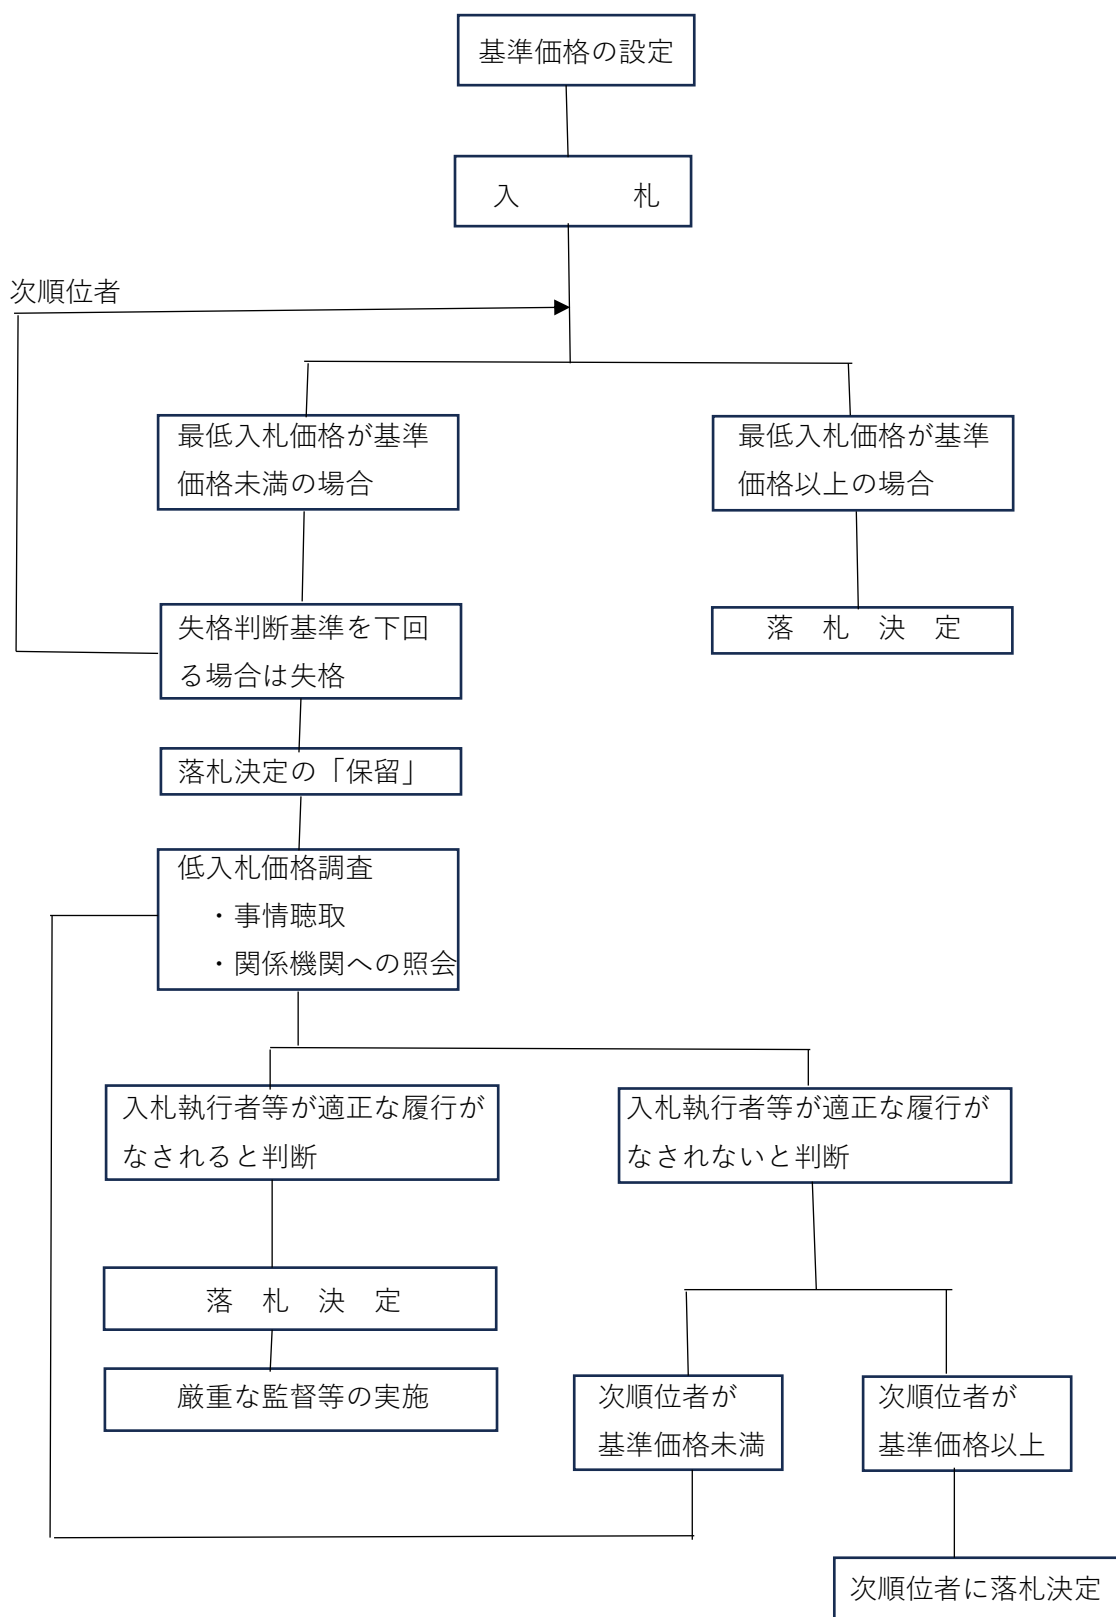 基準価格の設定
入　　　　札
次順位者
最低入札価格が基準
価格未満の場合
最低入札価格が基準
価格以上の場合
失格判断基準を下回
る場合は失格
落　札　決　定
落札決定の「保留」
低入札価格調査
・事情聴取
・関係機関への照会
入札執行者等が適正な履行が
なされると判断
入札執行者等が適正な履行が
なされないと判断
落　札　決　定
厳重な監督等の実施
次順位者が
基準価格未満
次順位者が
基準価格以上
次順位者に落札決定